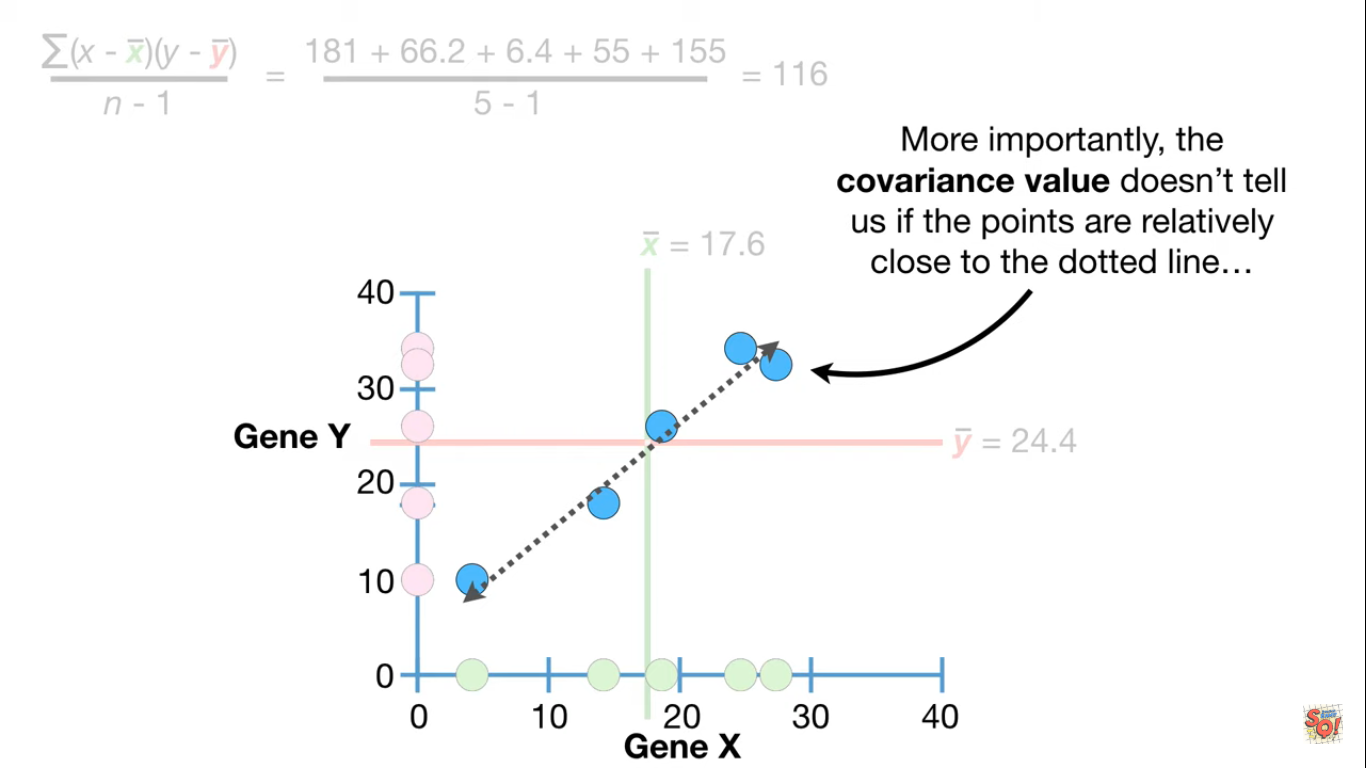 ∑(x - x̄)(y - ȳ)
n - 1
=
181 + 66.2 + 6.4 + 55 + 155
5 - 1
= 116
More importantly, the
covariance value doesn’t tell
us if the points are relatively
close to the dotted line…
x̄ = 17.6
40
30
Gene Y
ȳ = 24.4
20
10
0
0 10 20 30 40
Gene X
SQ!